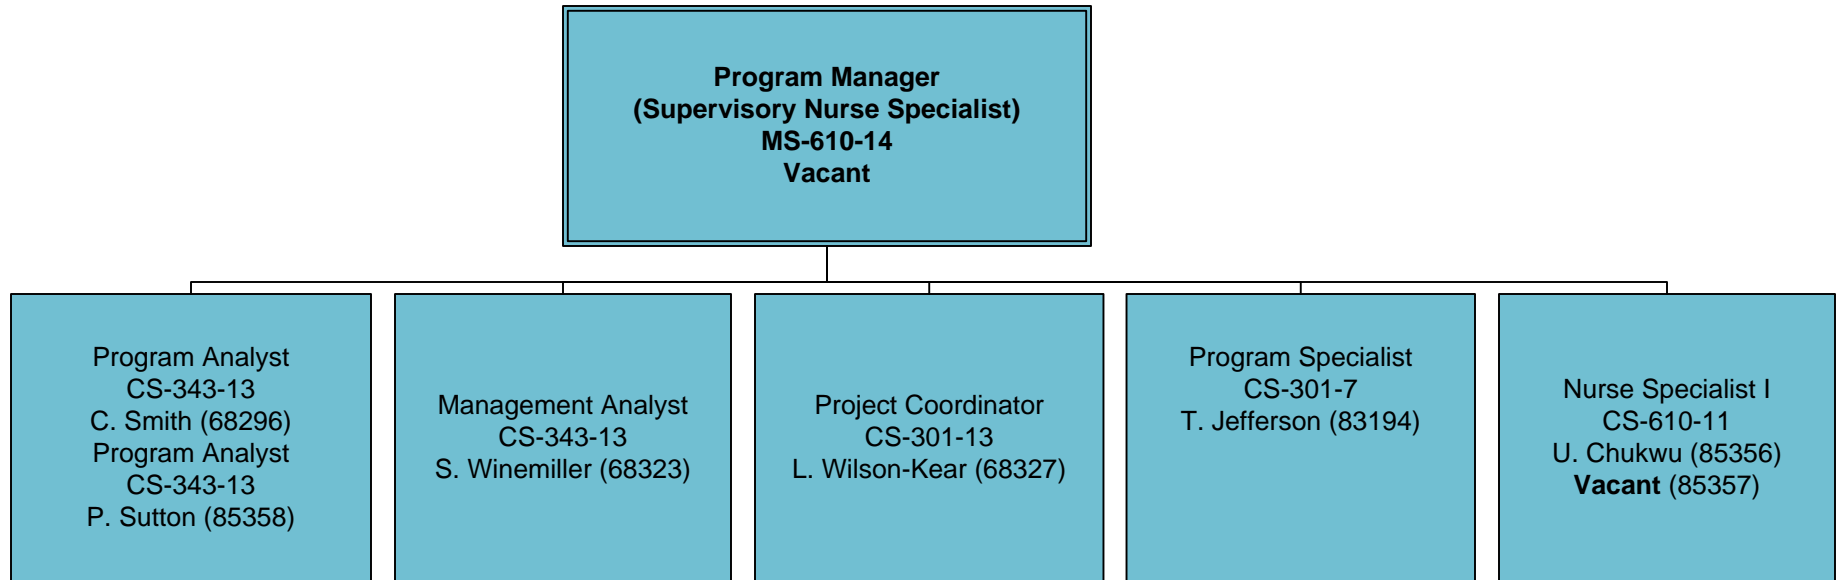 Program Manager
(Supervisory Nurse Specialist)
MS-610-14
Vacant
Program Analyst
CS-343-13
C. Smith (68296)
Program Analyst
CS-343-13
P. Sutton (85358)
Management Analyst
CS-343-13
S. Winemiller (68323)
Project Coordinator
CS-301-13
L. Wilson-Kear (68327)
Program Specialist
CS-301-7
T. Jefferson (83194)
Nurse Specialist I
CS-610-11
U. Chukwu (85356)
Vacant (85357)